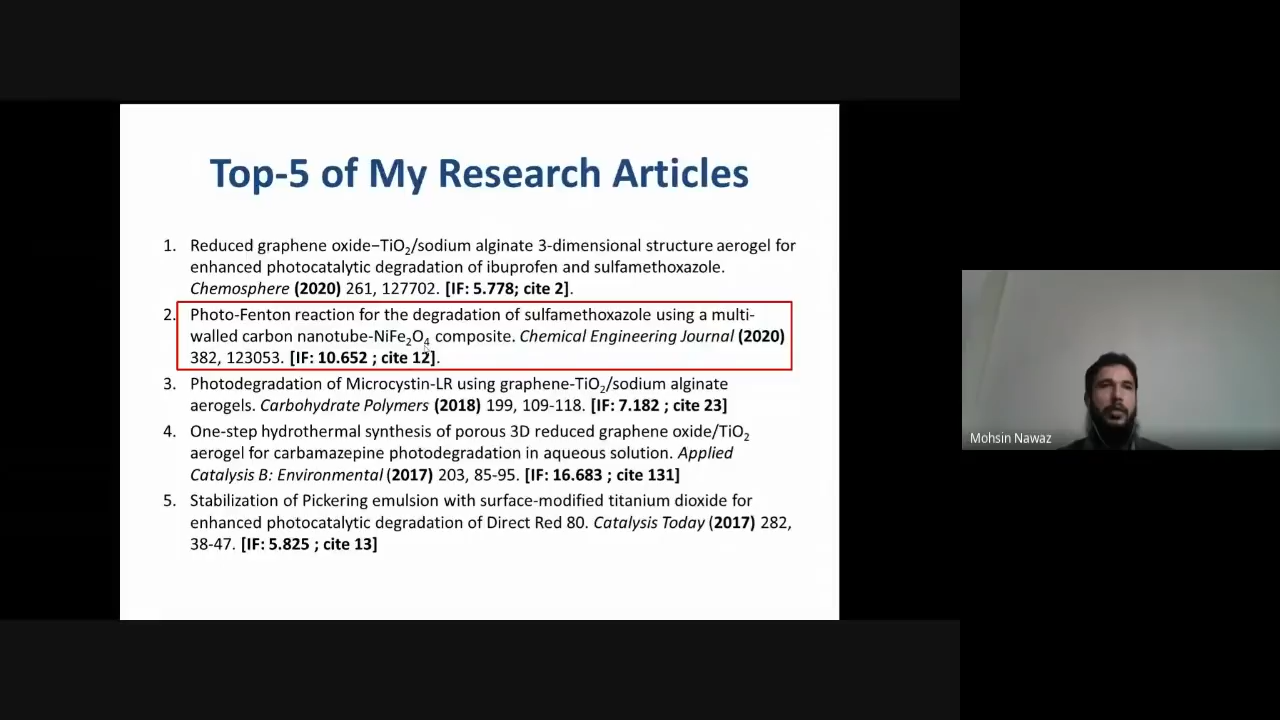 Top-5 of My Research Articles
1. Reduced graphene oxide−TiO₂/sodium alginate 3-dimensional structure aerogel for
enhanced photocatalytic degradation of ibuprofen and sulfamethoxazole.
Chemosphere (2020) 261, 127702. [IF: 5.778; cite 2].
2. Photo-Fenton reaction for the degradation of sulfamethoxazole using a multi-
walled carbon nanotube-NiFe₂O₄ composite. Chemical Engineering Journal (2020)
382, 123053. [IF: 10.652 ; cite 12].
3. Photodegradation of Microcystin-LR using graphene-TiO₂/sodium alginate
aerogels. Carbohydrate Polymers (2018) 199, 109-118. [IF: 7.182 ; cite 23]
4. One-step hydrothermal synthesis of porous 3D reduced graphene oxide/TiO₂
aerogel for carbamazepine photodegradation in aqueous solution. Applied
Catalysis B: Environmental (2017) 203, 85-95. [IF: 16.683 ; cite 131]
5. Stabilization of Pickering emulsion with surface-modified titanium dioxide for
enhanced photocatalytic degradation of Direct Red 80. Catalysis Today (2017) 282,
38-47. [IF: 5.825 ; cite 13]
Mohsin Nawaz